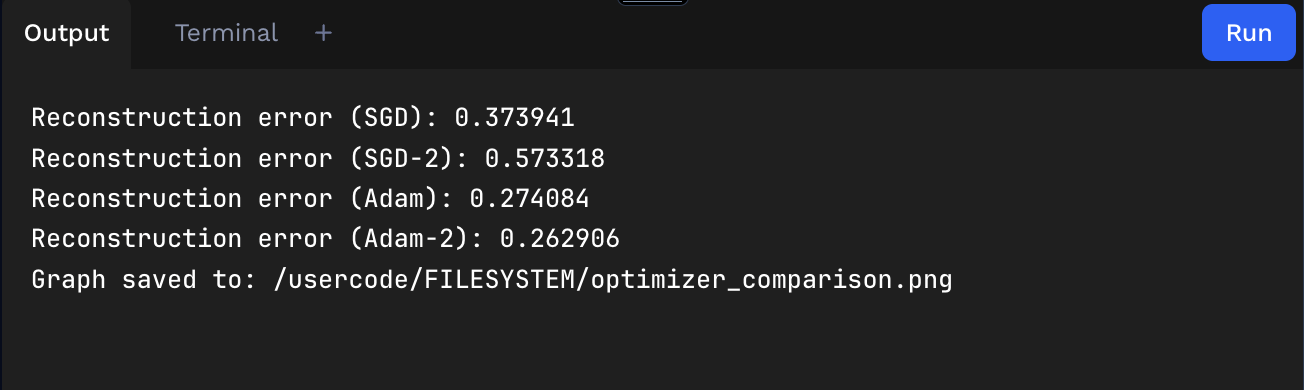 Output Terminal + Run
Reconstruction error (SGD): 0.373941
Reconstruction error (SGD-2): 0.573318
Reconstruction error (Adam): 0.274084
Reconstruction error (Adam-2): 0.262906
Graph saved to: /usercode/FILESYSTEM/optimizer_comparison.png